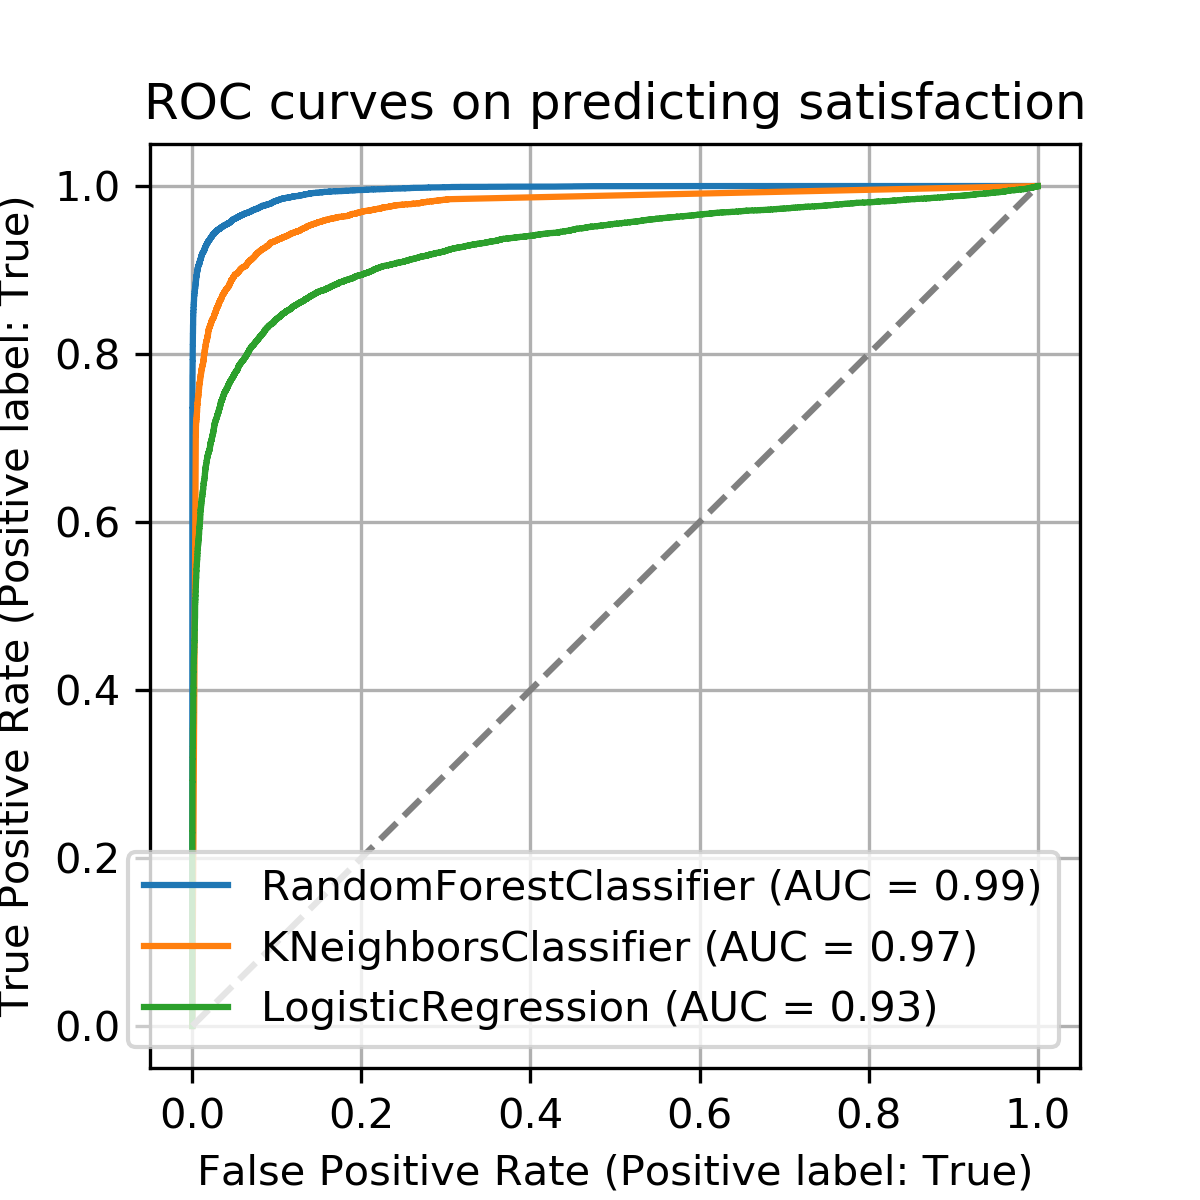 ROC curves on predicting satisfaction
True Positive Rate (Positive label: True)
1.0
0.8
0.6
0.4
0.2
0.0
RandomForestClassifier (AUC = 0.99)
KNeighborsClassifier (AUC = 0.97)
LogisticRegression (AUC = 0.93)
0.0 0.2 0.4 0.6 0.8 1.0
False Positive Rate (Positive label: True)